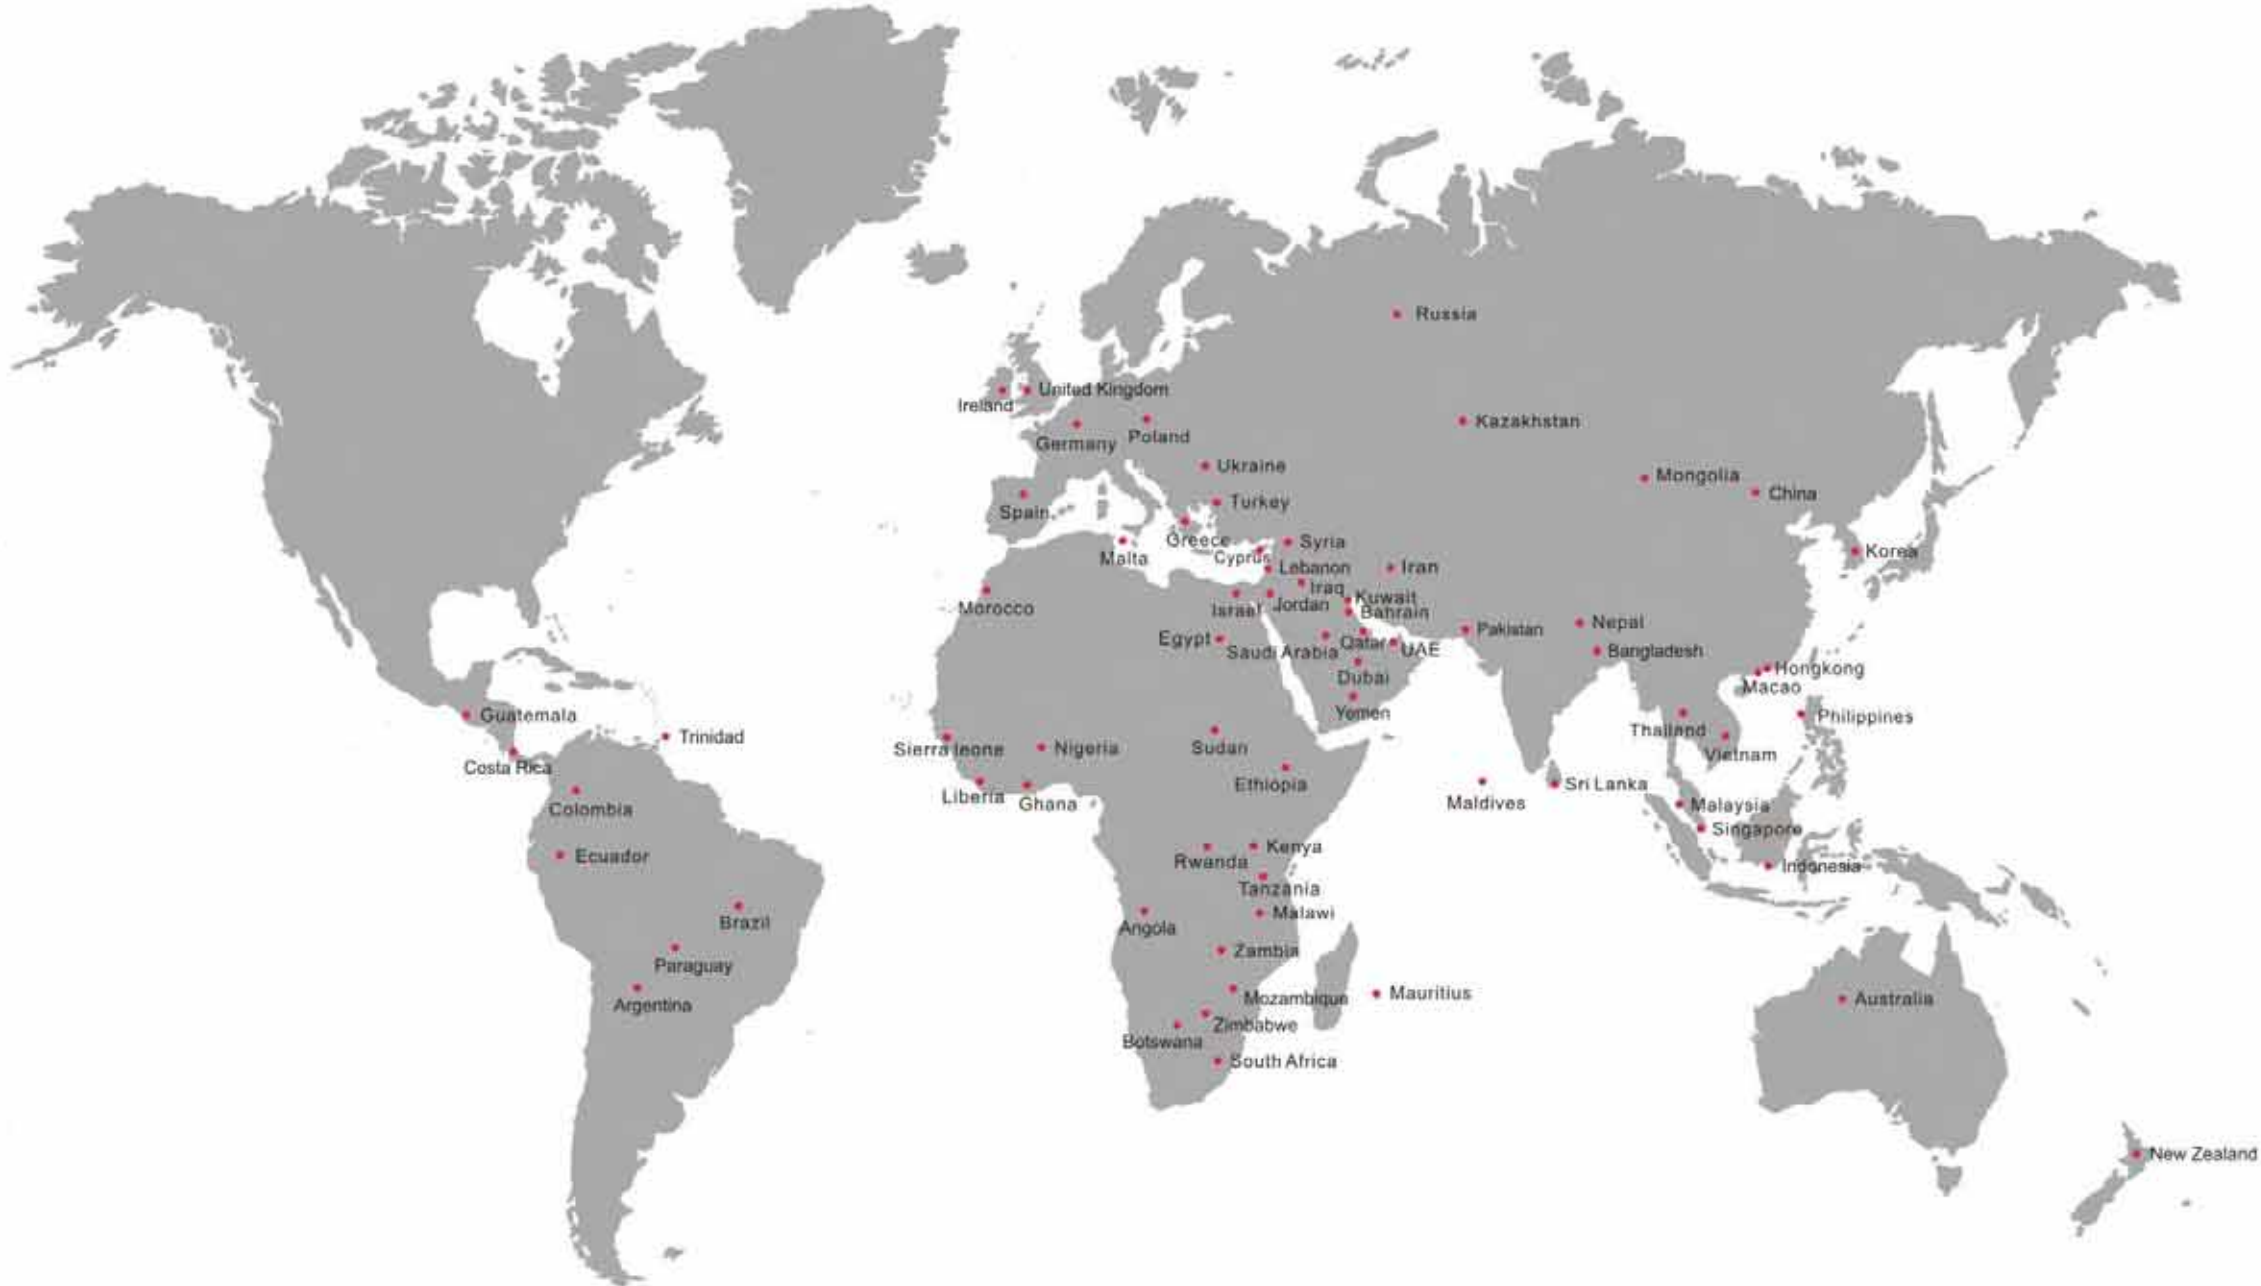 Russia
United Kingdom
Ireland
Kazakhstan
Germany
Poland
Ukraine
Mongolia
China
Spain
Turkey
Greece
Syria
Malta
Cyprus
Korea
Lebanon
Iran
Iraq
Kuwait
Morocco
Israel
Jordan
Bahrain
Nepal
Pakistan
Egypt
Saudi Arabia
Qatar
UAE
Bangladesh
Hongkong
Dubai
Macao
Yemen
Guatemala
Philippines
Trinidad
Thailand
Sierra leone
Nigeria
Sudan
Vietnam
Costa Rica
Ethiopia
Sri Lanka
Liberia
Ghana
Maldives
Malaysia
Colombia
Singapore
Kenya
Ecuador
Rwanda
Indonesia
Tanzania
Malawi
Brazil
Angola
Zambia
Paraguay
Mauritius
Mozambique
Australia
Argentina
Zimbabwe
Botswana
South Africa
New Zealand